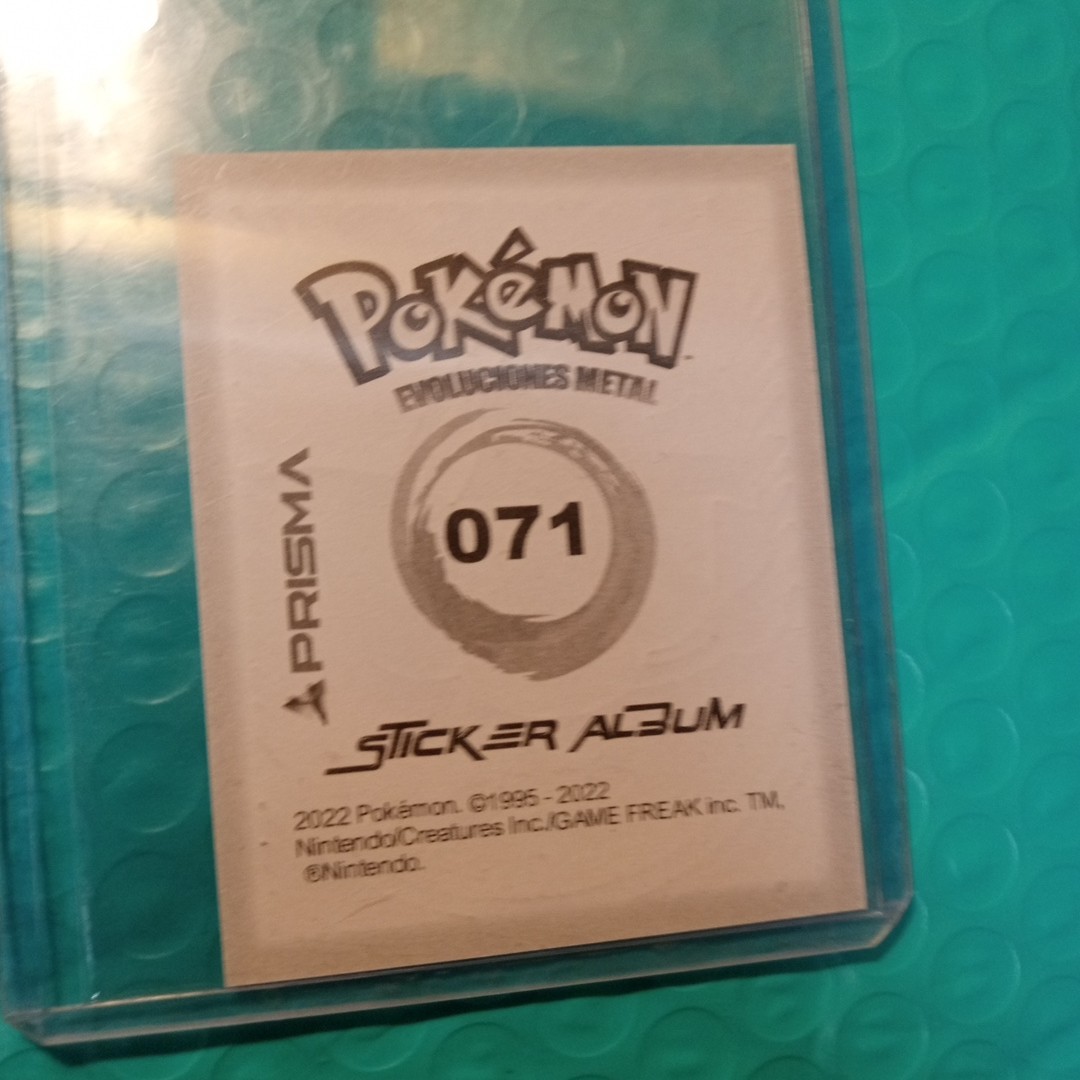 POKéMON
EVOLUCIONES METAL
PRISMA
071
STICKER ALBUM
2022 Pokémon. ©1995 - 2022
Nintendo/Creatures Inc./GAME FREAK inc. TM,
®Nintendo.